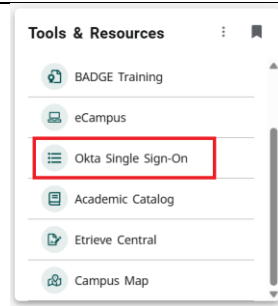 Tools & Resources
BADGE Training
eCampus
Okta Single Sign-On
Academic Catalog
Etrieve Central
Campus Map